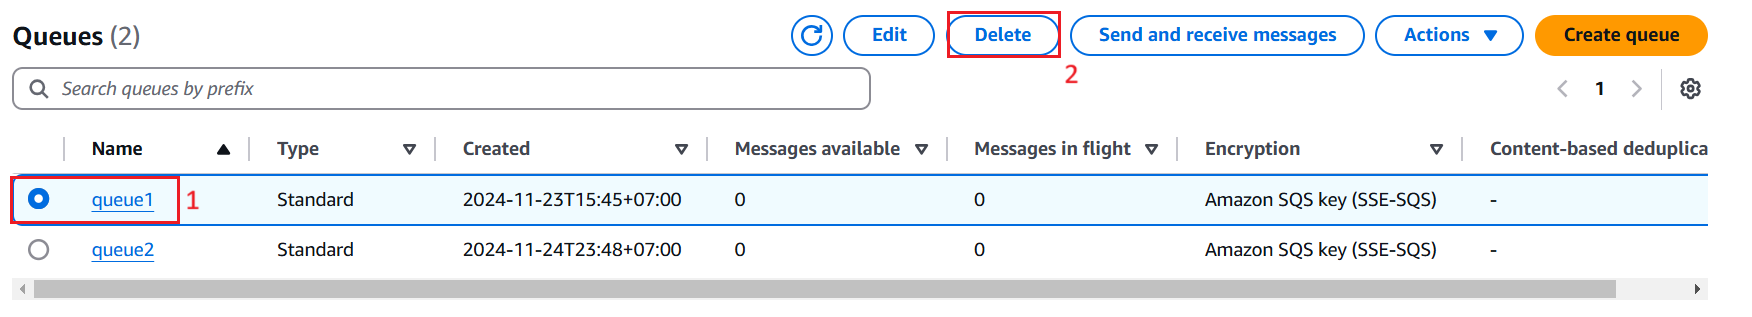 Queues (2)
Edit
Delete
Send and receive messages
Actions
Create queue
2
Search queues by prefix
1
Name
Type
Created
Messages available
Messages in flight
Encryption
Content-based deduplica
queue1
1
Standard
2024-11-23T15:45+07:00
0
0
Amazon SQS key (SSE-SQS)
-
queue2
Standard
2024-11-24T23:48+07:00
0
0
Amazon SQS key (SSE-SQS)
-